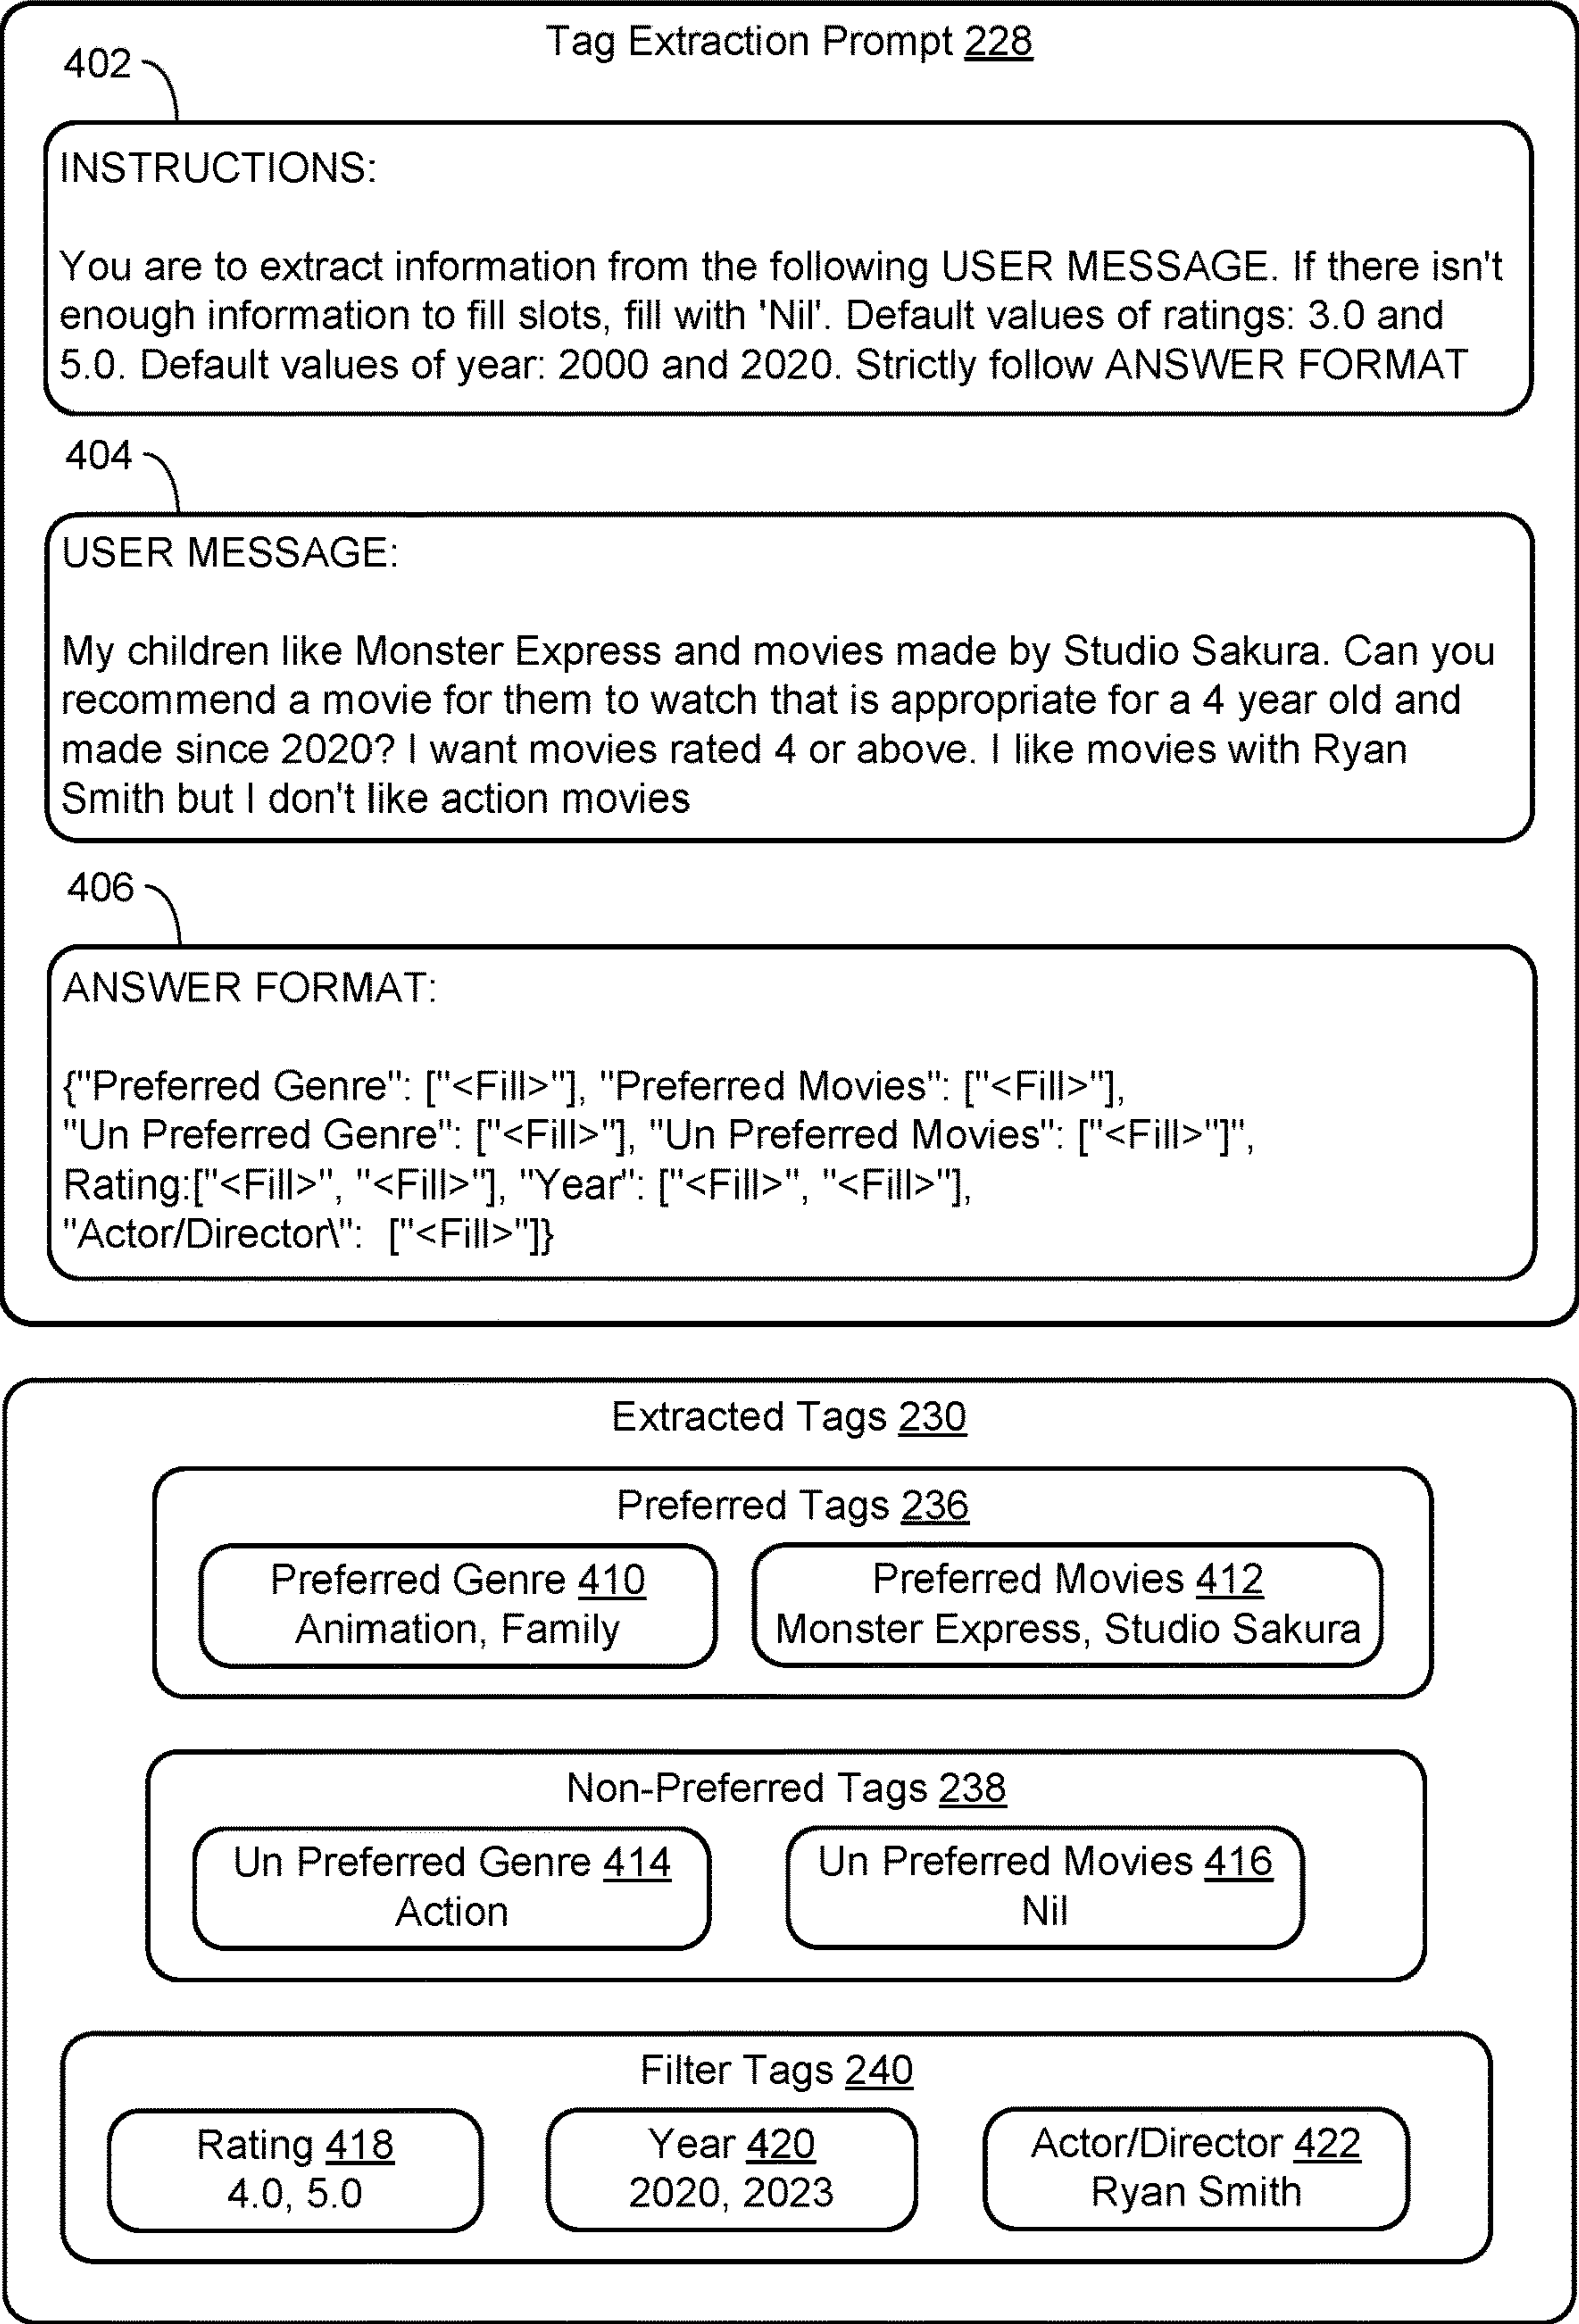 Tag Extraction Prompt 228
402
INSTRUCTIONS:
You are to extract information from the following USER MESSAGE. If there isn't
enough information to fill slots, fill with 'Nil'. Default values of ratings: 3.0 and
5.0. Default values of year: 2000 and 2020. Strictly follow ANSWER FORMAT
404
USER MESSAGE:
My children like Monster Express and movies made by Studio Sakura. Can you
recommend a movie for them to watch that is appropriate for a 4 year old and
made since 2020? I want movies rated 4 or above. I like movies with Ryan
Smith but I don't like action movies
406
ANSWER FORMAT:
{"Preferred Genre": ["<Fill>"], "Preferred Movies": ["<Fill>"],
"Un Preferred Genre": ["<Fill>"], "Un Preferred Movies": ["<Fill>"]",
Rating:["<Fill>", "<Fill>"], "Year": ["<Fill>", "<Fill>"],
"Actor/Director\": ["<Fill>"]}
Extracted Tags 230
Preferred Tags 236
Preferred Genre 410
Animation, Family
Preferred Movies 412
Monster Express, Studio Sakura
Non-Preferred Tags 238
Un Preferred Genre 414
Action
Un Preferred Movies 416
Nil
Filter Tags 240
Rating 418
4.0, 5.0
Year 420
2020, 2023
Actor/Director 422
Ryan Smith